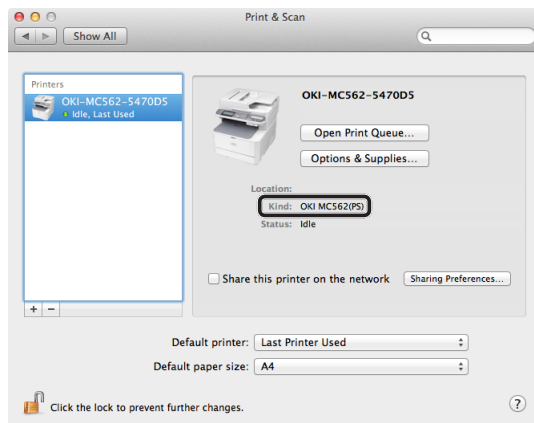 Print & Scan
Show All
Printers
OKI-MC562-5470D5
Idle, Last Used
OKI-MC562-5470D5
Open Print Queue...
Options & Supplies...
Location:
Kind: OKI MC562(PS)
Status: Idle
Share this printer on the network Sharing Preferences...
+ −
Default printer: Last Printer Used
Default paper size: A4
Click the lock to prevent further changes. ?